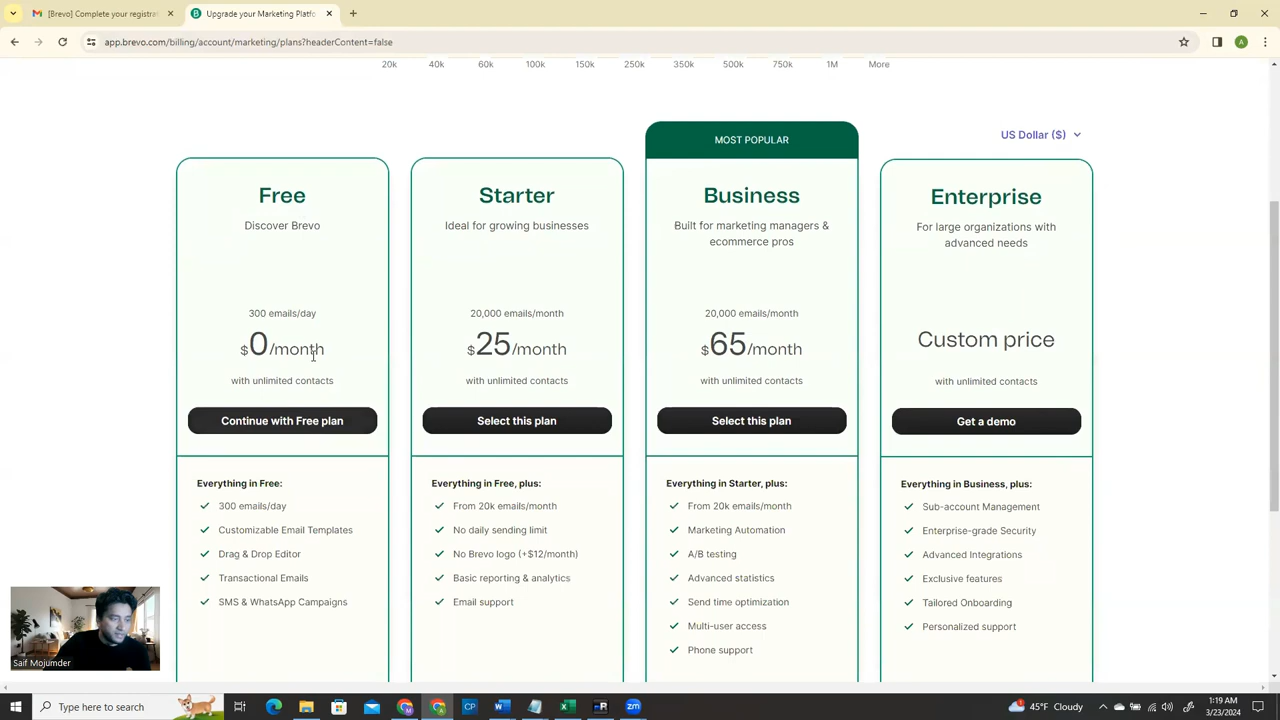 [Brevo] Complete your registrat
Upgrade your Marketing Platfo
app.brevo.com/billing/account/marketing/plans?headerContent=false
20k 40k 60k 100k 150k 250k 350k 500k 750k 1M More
US Dollar ($)
Free
Discover Brevo
300 emails/day
$0/month
with unlimited contacts
Continue with Free plan
Everything in Free:
300 emails/day
Customizable Email Templates
Drag & Drop Editor
Transactional Emails
SMS & WhatsApp Campaigns
Starter
Ideal for growing businesses
20,000 emails/month
$25/month
with unlimited contacts
Select this plan
Everything in Free, plus:
From 20k emails/month
No daily sending limit
No Brevo logo (+$12/month)
Basic reporting & analytics
Email support
MOST POPULAR
Business
Built for marketing managers &
ecommerce pros
20,000 emails/month
$65/month
with unlimited contacts
Select this plan
Everything in Starter, plus:
From 20k emails/month
Marketing Automation
A/B testing
Advanced statistics
Send time optimization
Multi-user access
Phone support
Enterprise
For large organizations with
advanced needs
Custom price
with unlimited contacts
Get a demo
Everything in Business, plus:
Sub-account Management
Enterprise-grade Security
Advanced Integrations
Exclusive features
Tailored Onboarding
Personalized support
Saif Mojumder
Type here to search
45°F Cloudy
1:19 AM
3/23/2024